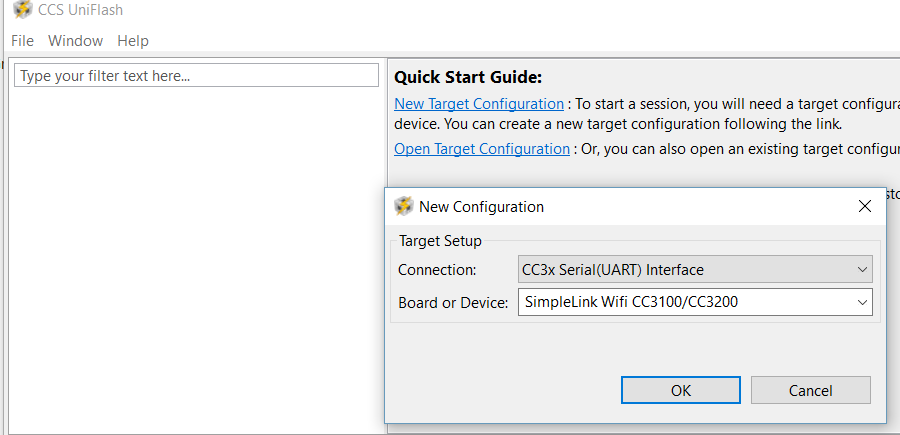 CCS UniFlash
File Window Help
Type your filter text here...
Quick Start Guide:
New Target Configuration : To start a session, you will need a target
device. You can create a new target configuration following the link.
Open Target Configuration : Or, you can also open an existing target
New Configuration
Target Setup
Connection: CC3x Serial(UART) Interface
Board or Device: SimpleLink Wifi CC3100/CC3200
OK Cancel